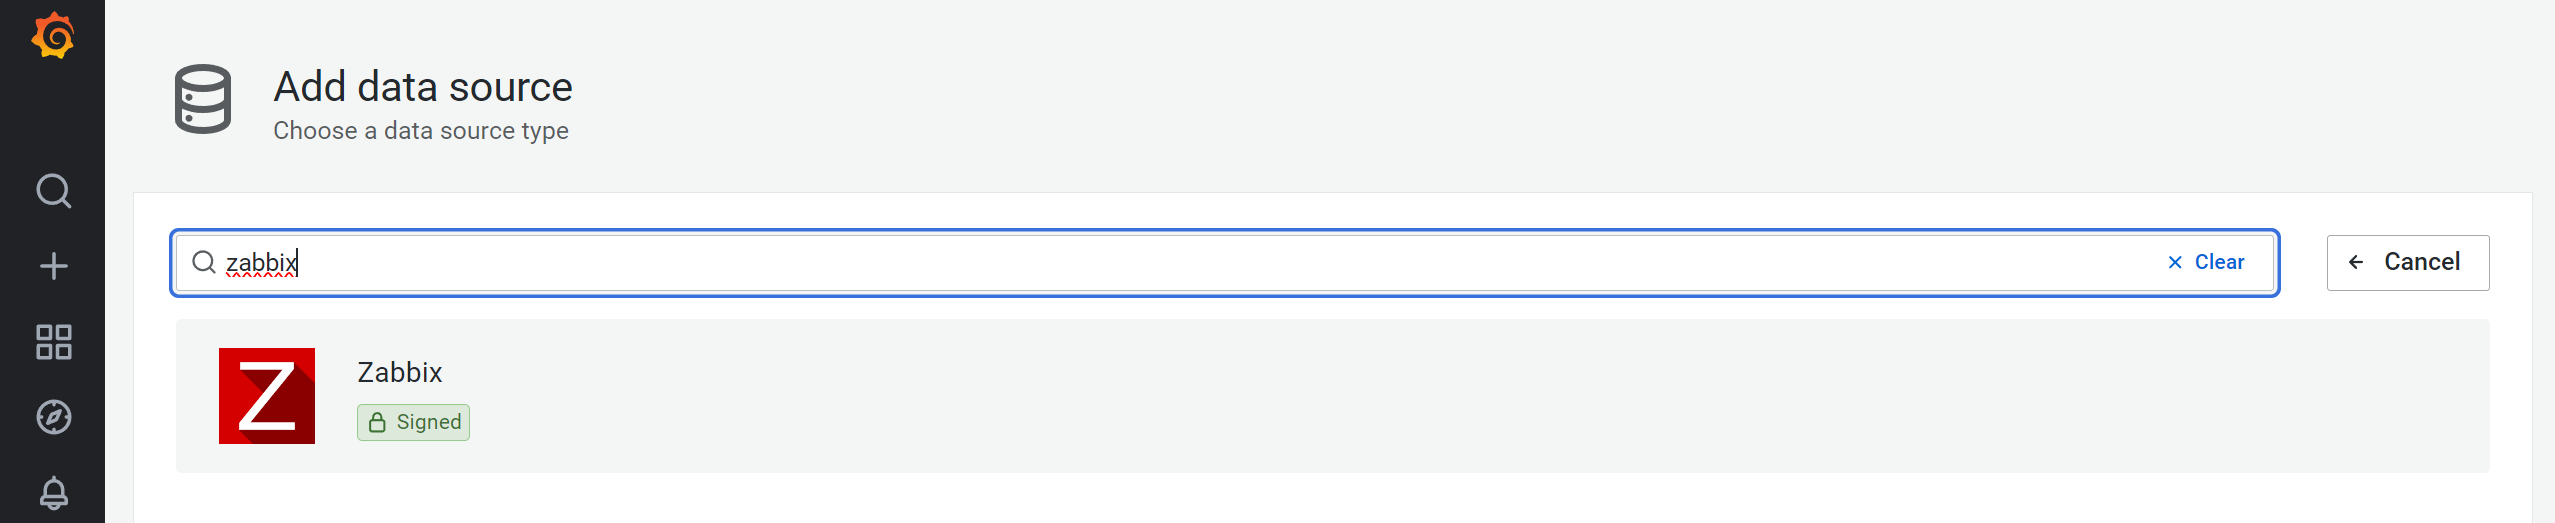 Add data source
Choose a data source type
zabbix
Clear
Cancel
Z
Zabbix
Signed